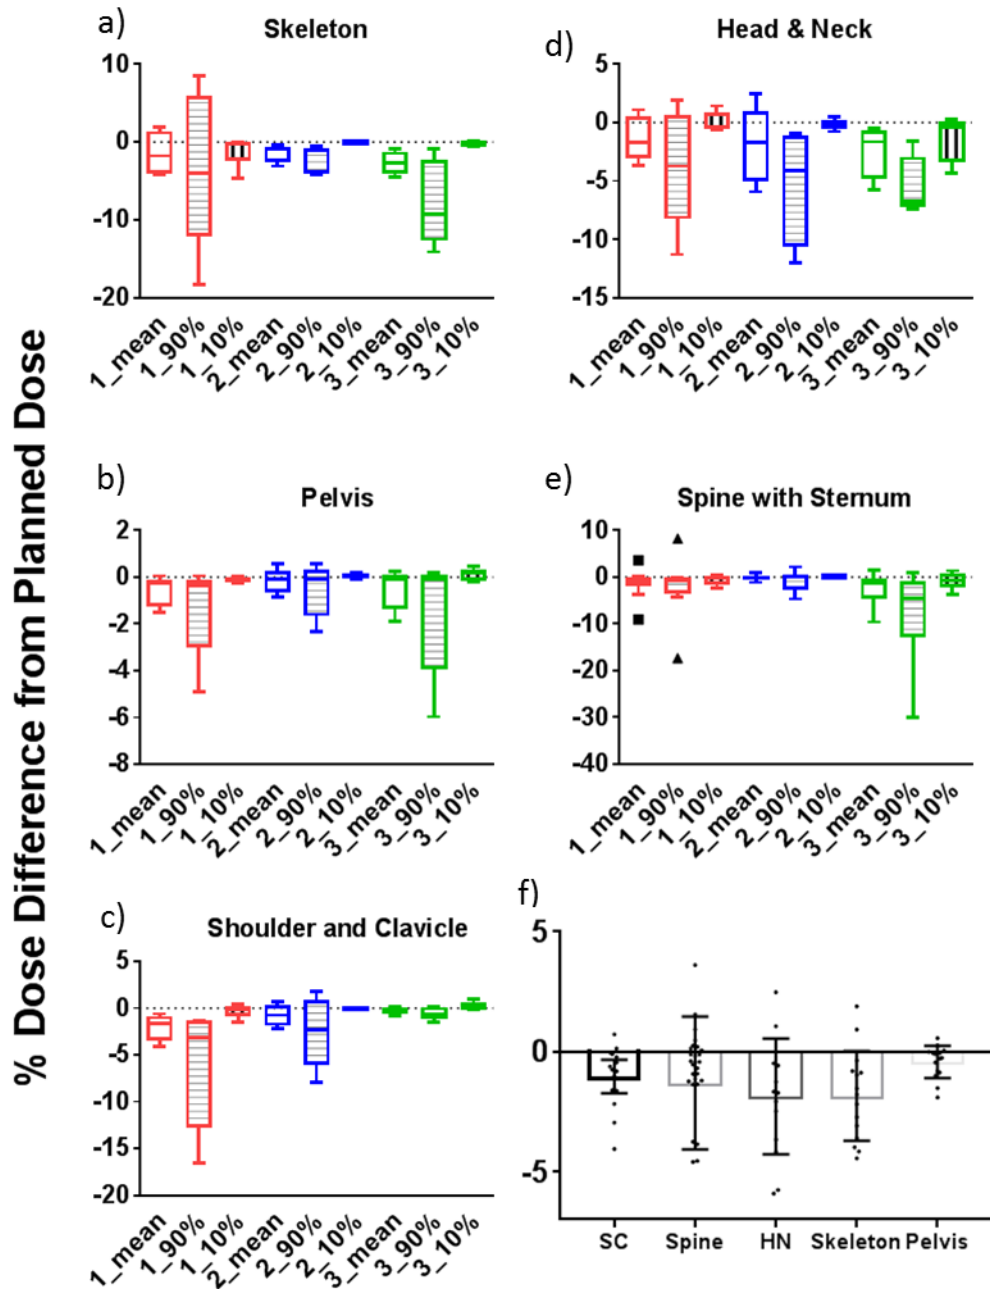 % Dose Difference from Planned Dose
a)
Skeleton
10
0
-10
-20
1_mean
1_90%
1_10%
2_mean
2_90%
2_10%
3_mean
3_90%
3_10%
b)
Pelvis
2
0
-2
-4
-6
-8
1_mean
1_90%
1_10%
2_mean
2_90%
2_10%
3_mean
3_90%
3_10%
c)
Shoulder and Clavicle
5
0
-5
-10
-15
-20
1_mean
1_90%
1_10%
2_mean
2_90%
2_10%
3_mean
3_90%
3_10%
d)
Head & Neck
5
0
-5
-10
-15
1_mean
1_90%
1_10%
2_mean
2_90%
2_10%
3_mean
3_90%
3_10%
e)
Spine with Sternum
10
0
-10
-20
-30
-40
1_mean
1_90%
1_10%
2_mean
2_90%
2_10%
3_mean
3_90%
3_10%
f)
5
0
-5
SC Spine HN Skeleton Pelvis